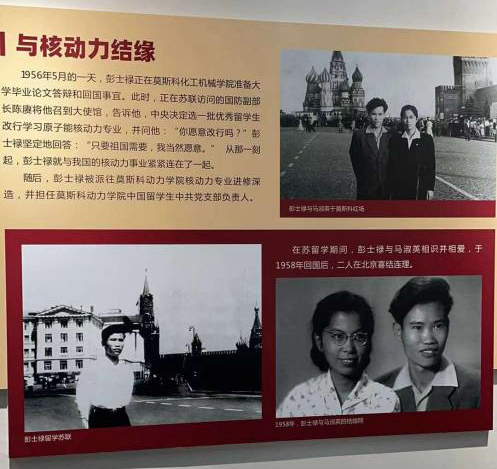 与核动力结缘
1956年5月的一天，彭士禄正在莫斯科化工机械学院准备大
学毕业论文答辩和回国事宜。此时，正在苏联访问的国防副部
长陈赓将他召到大使馆，告诉他，中央决定选一批优秀留学生
改行学习原子能核动力专业，并问他：“你愿意改行吗？”彭
士禄坚定地回答：“只要祖国需要，我当然愿意。” 从那一刻
起，彭士禄就与我国的核动力事业紧紧连在了一起。
随后，彭士禄被派往莫斯科动力学院核动力专业进修深
造，并担任莫斯科动力学院中国留学生中共党支部负责人。
彭士禄与马淑英于莫斯科红场
在苏留学期间，彭士禄与马淑英相识并相爱，于
1958年回国后，二人在北京喜结连理。
彭士禄留学苏联
1958年，彭士禄与马淑英的结婚照